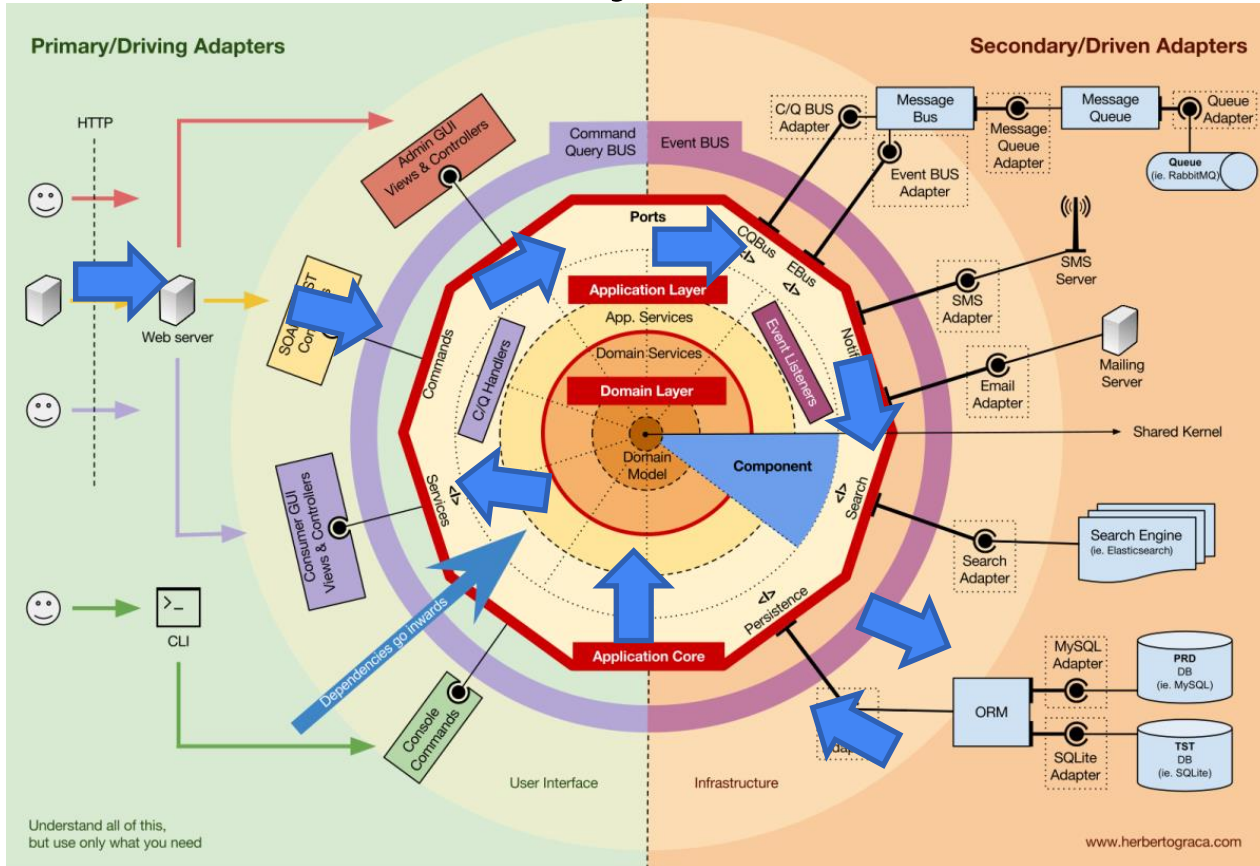 Primary/Driving Adapters
Secondary/Driven Adapters
HTTP
Admin GUI
Views & Controllers
Command
Query BUS
Event BUS
C/Q BUS
Adapter
Message
Bus
Message
Queue
Adapter
Message
Queue
Queue
Adapter
Queue
(ie. RabbitMQ)
Event BUS
Adapter
Ports
CQBus
</>
EBus
</>
SMS
Server
SMS
Adapter
Web server
Commands
C/Q Handlers
Application Layer
App. Services
Domain Services
Domain Layer
Domain
Model
Event Listeners
Email
Adapter
Mailing
Server
Shared Kernel
Component
Services
</>
</>
Search
Search
Adapter
Search Engine
(ie. Elasticsearch)
Consumer GUI
Views & Controllers
>_
CLI
Dependencies go inwards
Console
Commands
Application Core
</>
Persistence
ORM
MySQL
Adapter
PRD
DB
(ie. MySQL)
SQLite
Adapter
TST
DB
(ie. SQLite)
User Interface
Infrastructure
Understand all of this,
but use only what you need
www.herbertograca.com